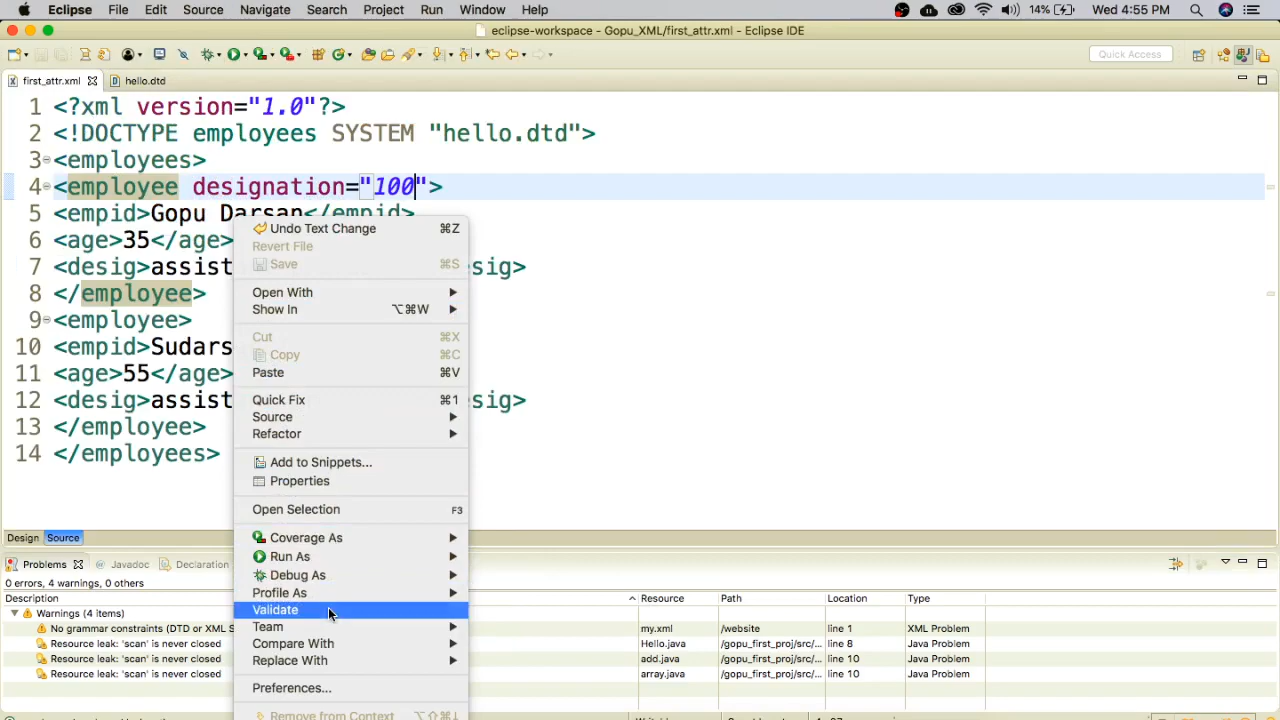 Eclipse File Edit Source Navigate Search Project Run Window Help 14% Wed 4:55 PM
eclipse-workspace - Gopu_XML/first_attr.xml - Eclipse IDE
Quick Access
first_attr.xml hello.dtd
1 <?xml version="1.0"?>
2 <!DOCTYPE employees SYSTEM "hello.dtd">
3 <employees>
4 <employee designation="100">
5 <empid>Gopu Darsan</empid>
6 <age>35</age>
7 <desig>assist sig>
8 </employee>
9 <employee>
10 <empid>Sudars
11 <age>55</age>
12 <desig>assist sig>
13 </employee>
14 </employees>
Undo Text Change ⌘Z
Revert File
Save ⌘S
Open With
Show In ⌥⌘W
Cut ⌘X
Copy ⌘C
Paste ⌘V
Quick Fix ⌘1
Source
Refactor
Add to Snippets...
Properties
Open Selection F3
Coverage As
Run As
Debug As
Profile As
Validate
Team
Compare With
Replace With
Preferences...
Remove from Context ⌥⇧⌘↓
Design Source
Problems Javadoc Declaration
0 errors, 4 warnings, 0 others
Description Resource Path Location Type
Warnings (4 items)
No grammar constraints (DTD or XML S my.xml /website line 1 XML Problem
Resource leak: 'scan' is never closed Hello.java /gopu_first_proj/src/... line 8 Java Problem
Resource leak: 'scan' is never closed add.java /gopu_first_proj/src/... line 10 Java Problem
Resource leak: 'scan' is never closed array.java /gopu_first_proj/src/... line 10 Java Problem